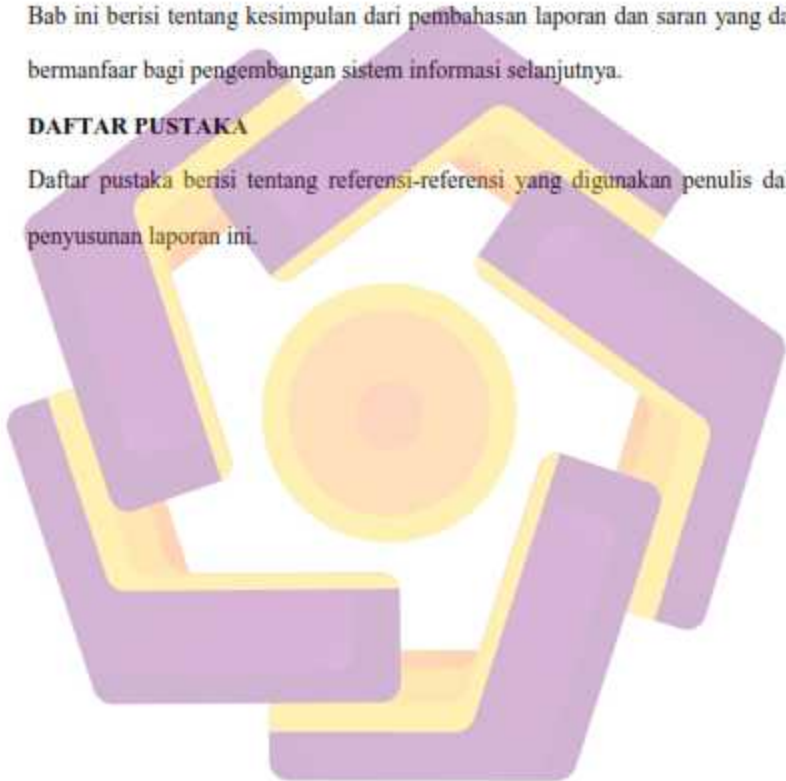 Bab ini berisi tentang kesimpulan dari pembahasan laporan dan saran yang da
bermanfaar bagi pengembangan sistem informasi selanjutnya.
DAFTAR PUSTAKA
Daftar pustaka berisi tentang referensi-referensi yang digunakan penulis da
penyusunan laporan ini.